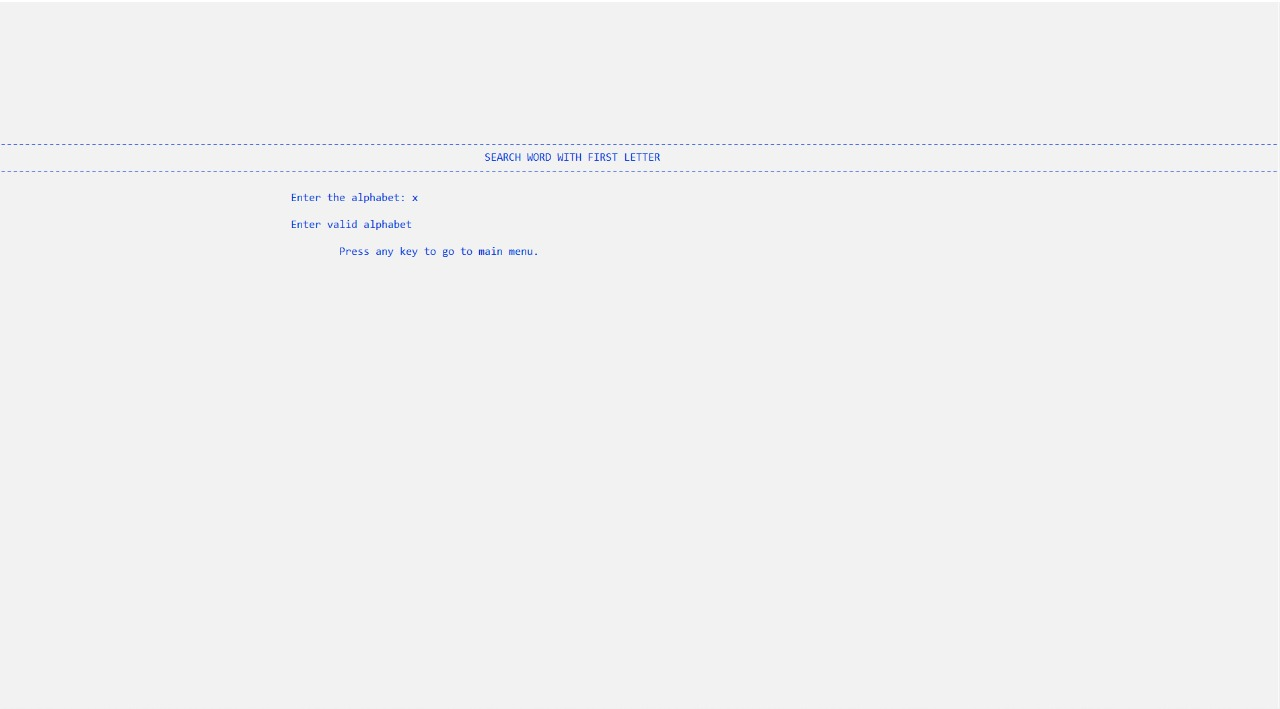 SEARCH WORD WITH FIRST LETTER
Enter the alphabet: x
Enter valid alphabet
Press any key to go to main menu.